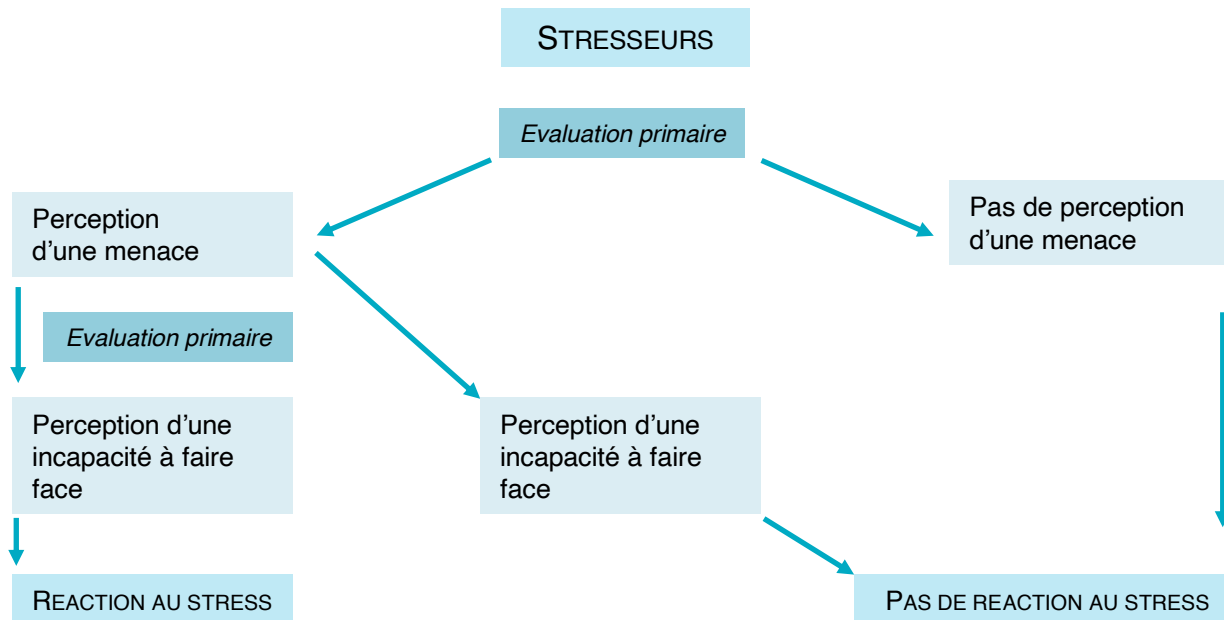 STRESSEURS
Evaluation primaire
Perception
d’une menace
Pas de perception
d’une menace
Evaluation primaire
Perception d’une
incapacité à faire
face
Perception d’une
incapacité à faire
face
REACTION AU STRESS
PAS DE REACTION AU STRESS